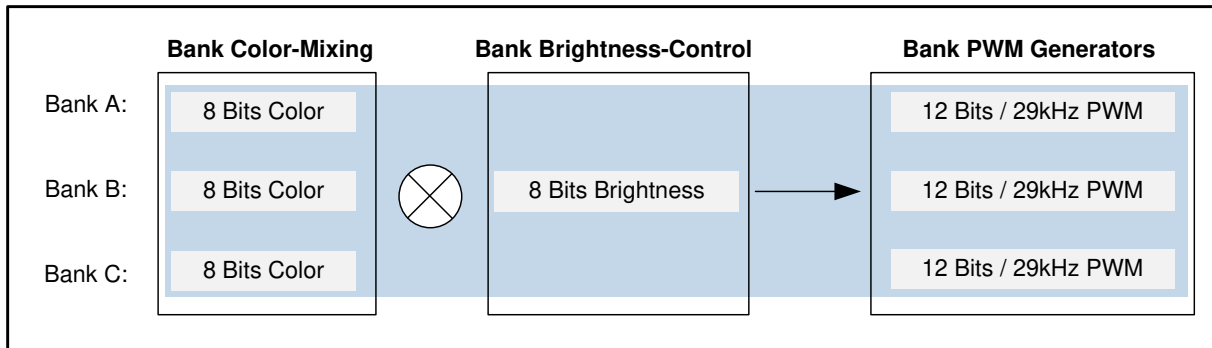 Bank Color-Mixing Bank Brightness-Control Bank PWM Generators
Bank A: 8 Bits Color 12 Bits / 29kHz PWM
Bank B: 8 Bits Color 8 Bits Brightness 12 Bits / 29kHz PWM
Bank C: 8 Bits Color 12 Bits / 29kHz PWM